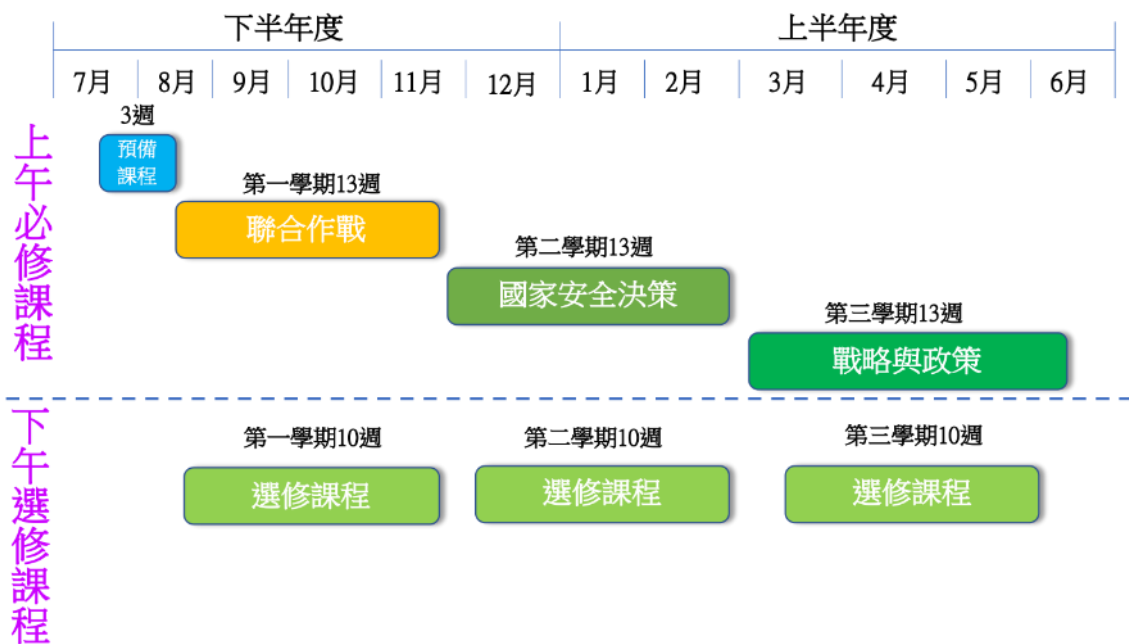 下半年度
上半年度
7月 8月 9月 10月 11月 12月 1月 2月 3月 4月 5月 6月
上午必修課程
3週
預備
課程
第一學期13週
聯合作戰
第二學期13週
國家安全決策
第三學期13週
戰略與政策
下午選修課程
第一學期10週
選修課程
第二學期10週
選修課程
第三學期10週
選修課程